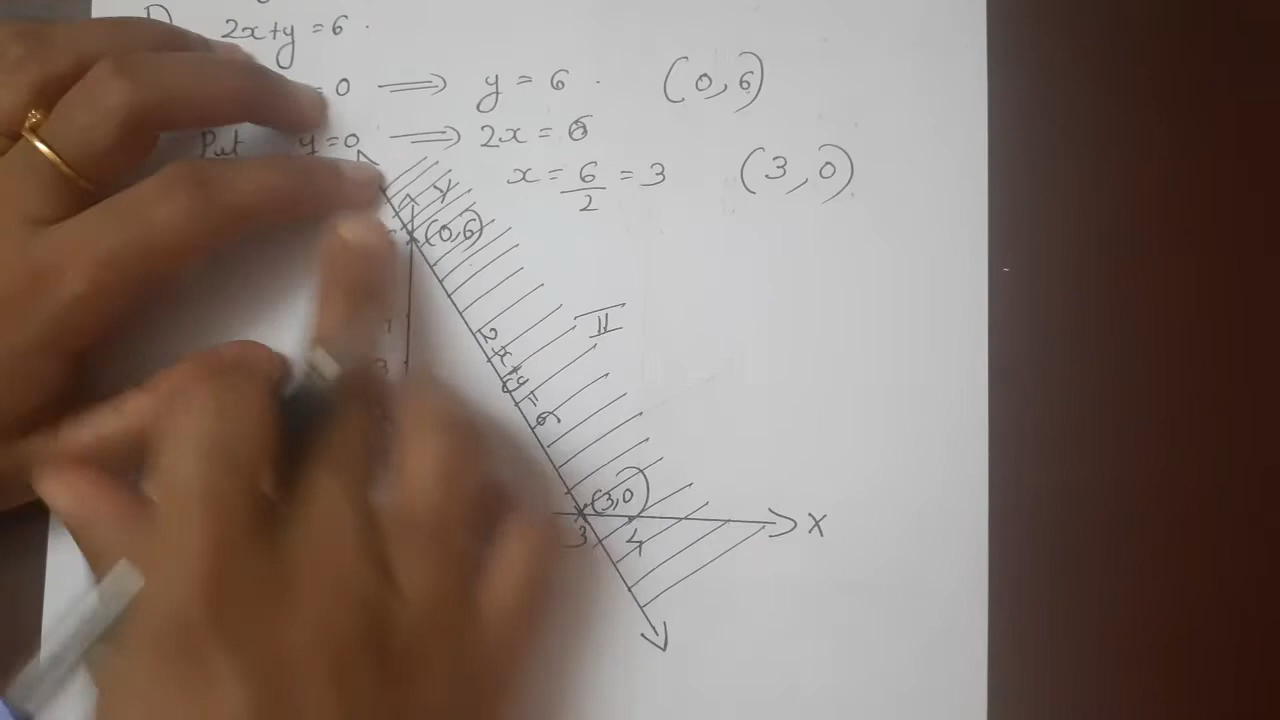 2x+y = 6
= 0 ⟹ y = 6 (0,6)
Put y = 0 ⟹ 2x = 6
x = 6/2 = 3 (3,0)
Y
(0,6)
II
3
2x+y=6
(3,0)
X
3 4